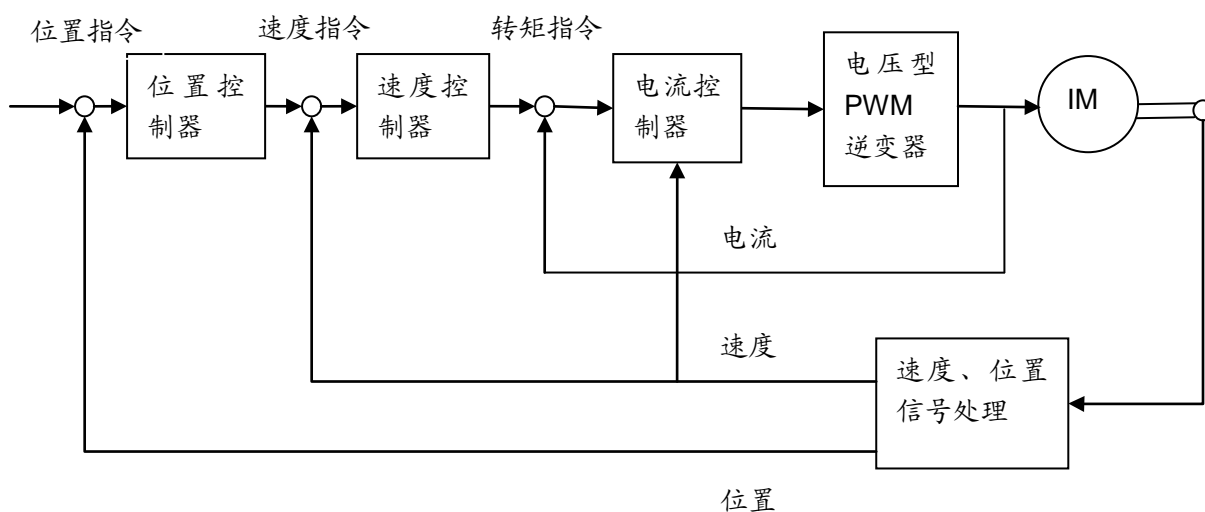 位置指令
速度指令
转矩指令
位置控
制器
速度控
制器
电流控
制器
电压型
PWM
逆变器
IM
电流
速度
速度、位置
信号处理
位置